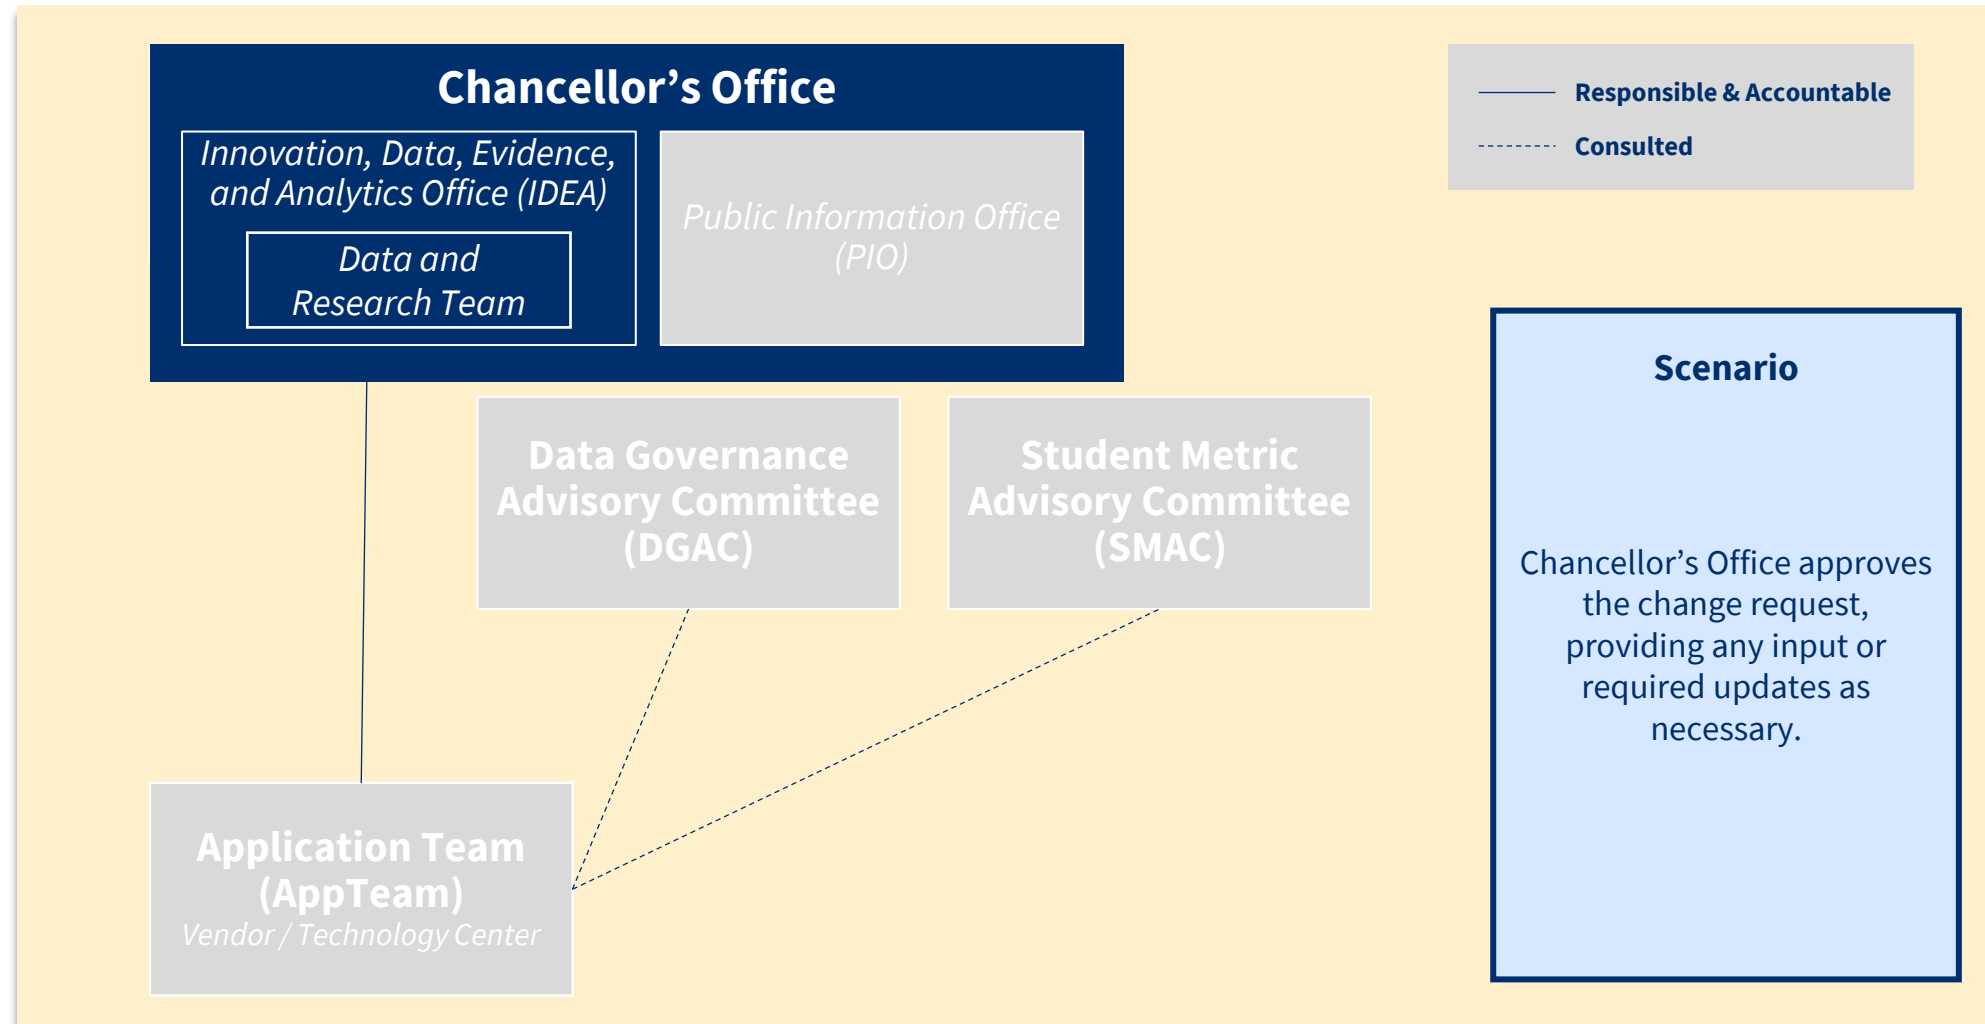 Chancellor’s Office
Innovation, Data, Evidence,
and Analytics Office (IDEA)
Data and
Research Team
Public Information Office
(PIO)
Responsible & Accountable
Consulted
Data Governance
Advisory Committee
(DGAC)
Student Metric
Advisory Committee
(SMAC)
Application Team
(AppTeam)
Vendor / Technology Center
Scenario
Chancellor’s Office approves
the change request,
providing any input or
required updates as
necessary.